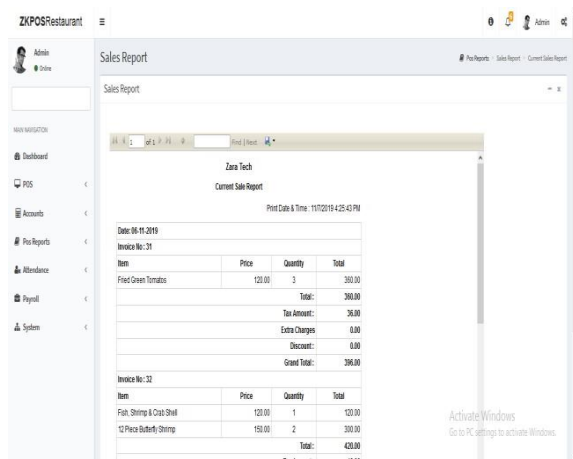 ZKPOSRestaurant
Admin
Admin
Online
Sales Report
Pos Reports Sales Report Current Sales Report
Sales Report
MAIN NAVIGATION
Dashboard
POS
Accounts
Pos Reports
Attendance
Payroll
System
1 of 1 Find | Next
Zara Tech
Current Sale Report
Print Date & Time : 11/7/2019 4:25:43 PM
Date: 06-11-2019
Invoice No : 31
Item Price Quantity Total
Fried Green Tomatos 120.00 3 360.00
Total: 360.00
Tax Amount: 36.00
Extra Charges 0.00
Discount: 0.00
Grand Total: 396.00
Invoice No : 32
Item Price Quantity Total
Fish, Shrimp & Crab Shell 120.00 1 120.00
12 Piece Butterfly Shrimp 150.00 2 300.00
Total: 420.00
Activate Windows
Go to PC settings to activate Windows.